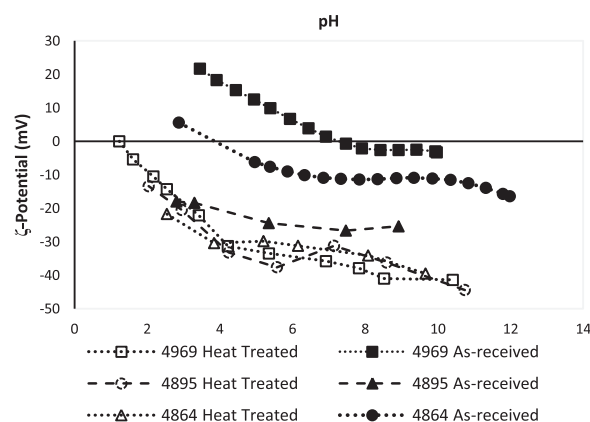 pH
30
20
10
0
-10
-20
-30
-40
-50
ζ-Potential (mV)
0 2 4 6 8 10 12 14
4969 Heat Treated 4969 As-received
4895 Heat Treated 4895 As-received
4864 Heat Treated 4864 As-received